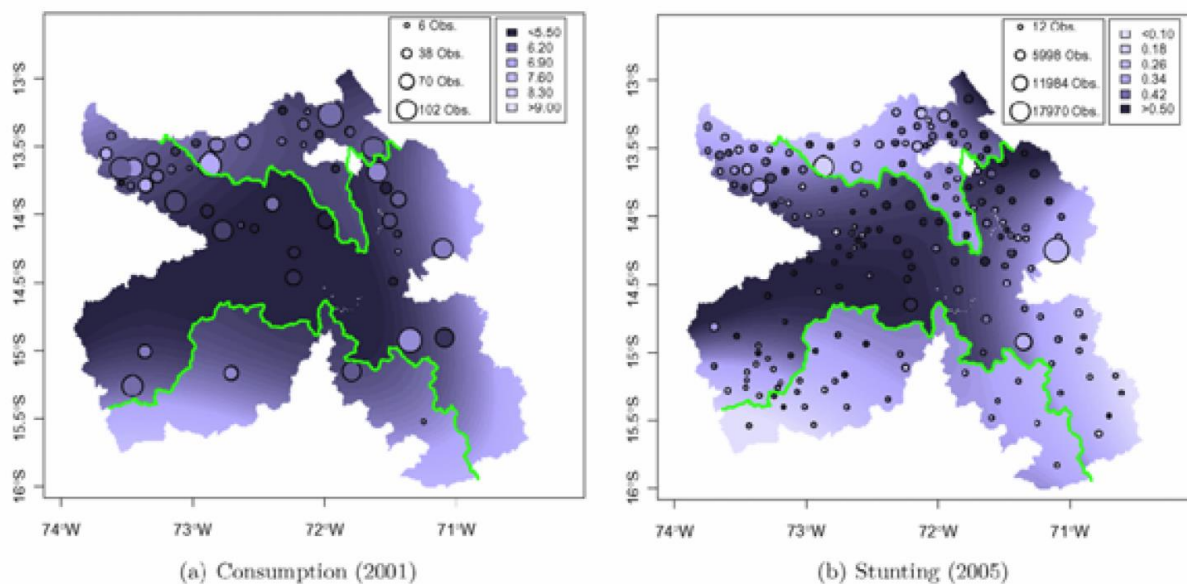 6 Obs.
38 Obs.
70 Obs.
102 Obs.
<5.50
6.20
6.90
7.60
8.30
>9.00
13°S
13.5°S
14°S
14.5°S
15°S
15.5°S
16°S
74°W
73°W
72°W
71°W
(a) Consumption (2001)
12 Obs.
5998 Obs.
11984 Obs.
17970 Obs.
<0.10
0.18
0.26
0.34
0.42
>0.50
13°S
13.5°S
14°S
14.5°S
15°S
15.5°S
16°S
74°W
73°W
72°W
71°W
(b) Stunting (2005)